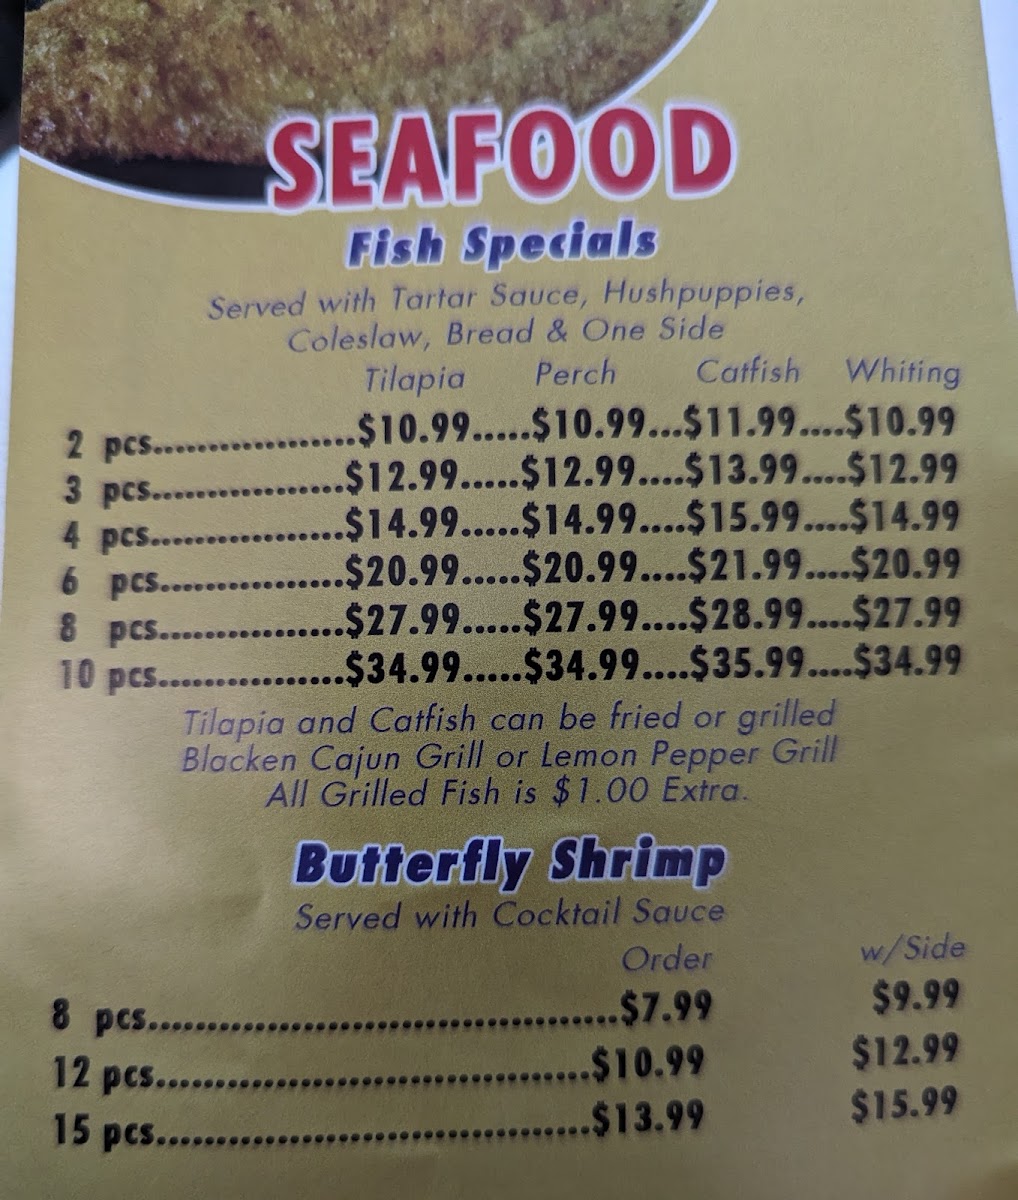 SEAFOOD
Fish Specials
Served with Tartar Sauce, Hushpuppies,
Coleslaw, Bread & One Side
Tilapia Perch Catfish Whiting
2 pcs.................$10.99.....$10.99...$11.99....$10.99
3 pcs................$12.99.....$12.99....$13.99....$12.99
4 pcs................$14.99.....$14.99....$15.99....$14.99
6 pcs................$20.99.....$20.99....$21.99....$20.99
8 pcs................$27.99.....$27.99....$28.99....$27.99
10 pcs................$34.99.....$34.99....$35.99....$34.99
Tilapia and Catfish can be fried or grilled
Blacken Cajun Grill or Lemon Pepper Grill
All Grilled Fish is $1.00 Extra.
Butterfly Shrimp
Served with Cocktail Sauce
Order w/Side
8 pcs........................................$7.99 $9.99
12 pcs.....................................$10.99 $12.99
15 pcs.....................................$13.99 $15.99